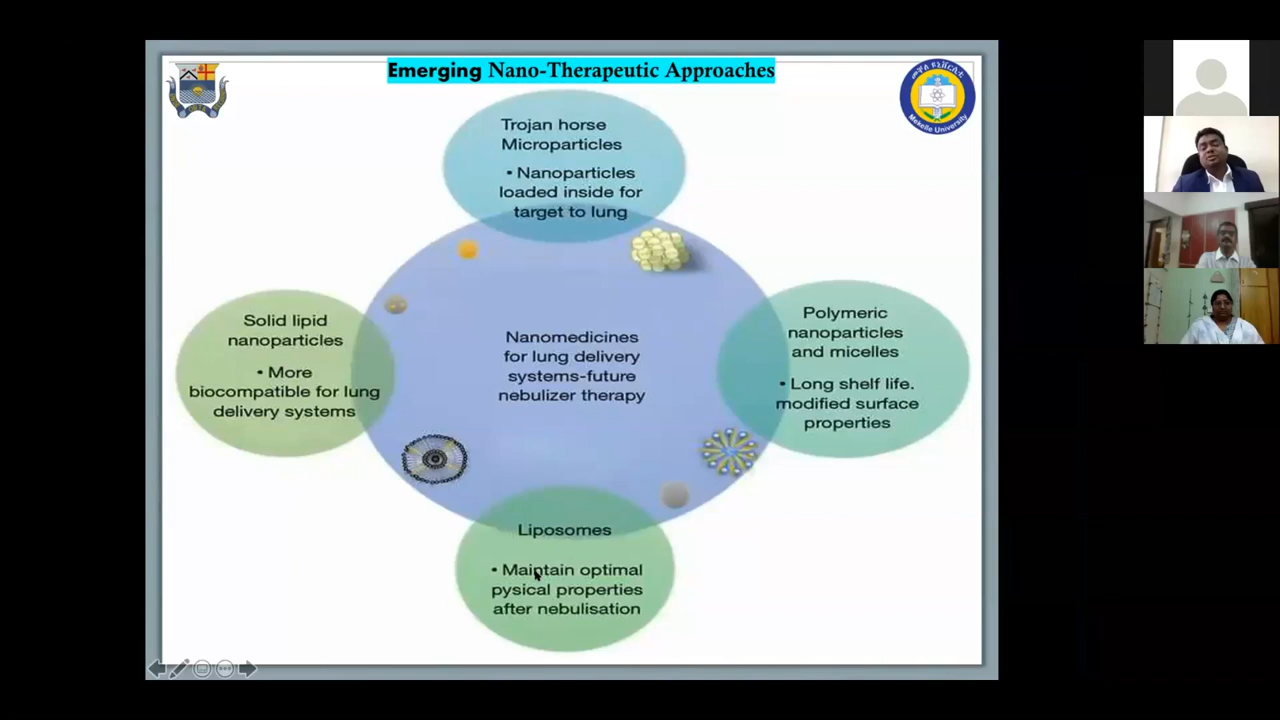 Emerging Nano-Therapeutic Approaches
Trojan horse
Microparticles
• Nanoparticles
loaded inside for
target to lung
Solid lipid
nanoparticles
• More
biocompatible for lung
delivery systems
Nanomedicines
for lung delivery
systems-future
nebulizer therapy
Polymeric
nanoparticles
and micelles
• Long shelf life.
modified surface
properties
Liposomes
• Maintain optimal
pysical properties
after nebulisation
Mekelle University